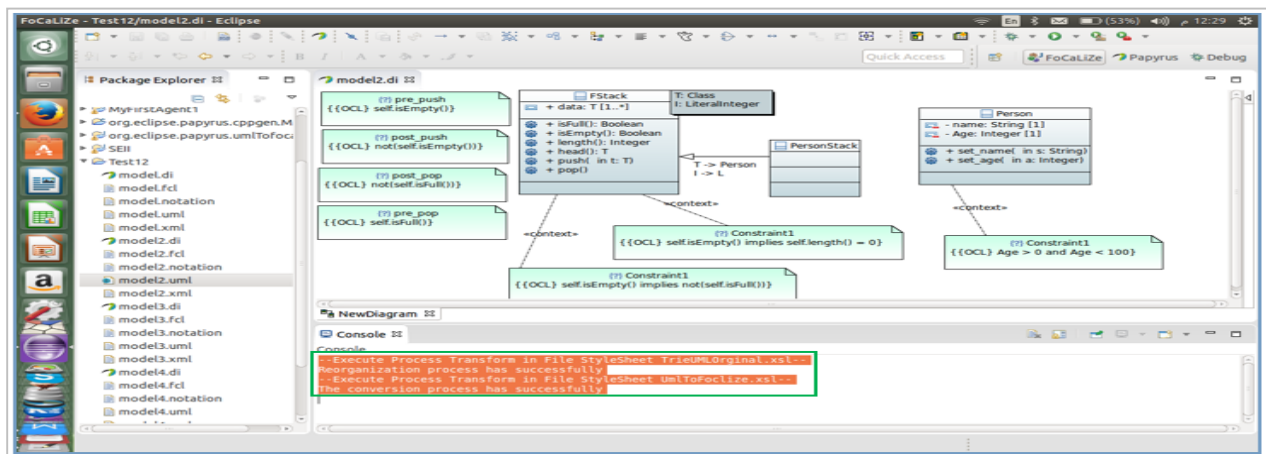 FoCaLiZe - Test12/model2.di - Eclipse
En (53%) 12:29
Quick Access FoCaLiZe Papyrus Debug
Package Explorer
MyFirstAgent1
org.eclipse.papyrus.cppgen.M
org.eclipse.papyrus.umlTofoca
SEII
Test12
model.di
model.fcl
model.notation
model.uml
model.xml
model2.di
model2.fcl
model2.notation
model2.uml
model2.xml
model3.di
model3.fcl
model3.notation
model3.uml
model3.xml
model4.di
model4.fcl
model4.notation
model4.uml
model2.di
(?) pre_push
{{OCL} self.isEmpty()}
(?) post_push
{{OCL} not(self.isEmpty())}
(?) post_pop
{{OCL} not(self.isFull())}
(?) pre_pop
{{OCL} self.isFull()}
FStack
T: Class
I: LiteralInteger
+ data: T [1..*]
+ isFull(): Boolean
+ isEmpty(): Boolean
+ length(): Integer
+ head(): T
+ push( in t: T)
+ pop()
PersonStack
T -> Person
I -> L
Person
- name: String [1]
- Age: Integer [1]
+ set_name( in s: String)
+ set_age( in a: Integer)
«context»
«context»
«context»
(?) Constraint1
{{OCL} self.isEmpty() implies self.length() = 0}
(?) Constraint1
{{OCL} Age > 0 and Age < 100}
(?) Constraint1
{{OCL} self.isEmpty() implies not(self.isFull())}
NewDiagram
Console
Console
--Execute Process Transform in File StyleSheet TrieUMLOrginal.xsl--
Reorganization process has successfully
--Execute Process Transform in File StyleSheet UmlToFoclize.xsl--
The conversion process has successfully